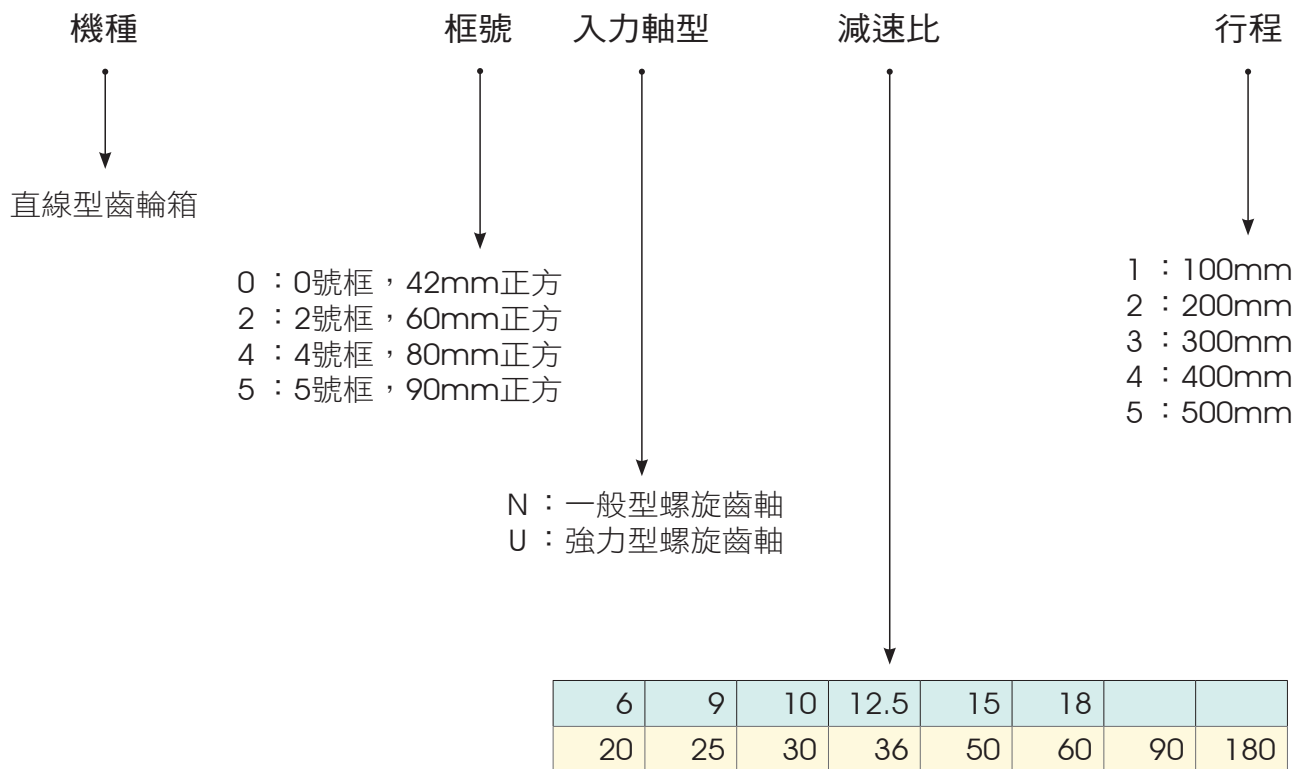 機種 框號 入力軸型 減速比 行程
直線型齒輪箱
0：0號框，42mm正方
2：2號框，60mm正方
4：4號框，80mm正方
5：5號框，90mm正方
1：100mm
2：200mm
3：300mm
4：400mm
5：500mm
N：一般型螺旋齒軸
U：強力型螺旋齒軸
6 9 10 12.5 15 18
20 25 30 36 50 60 90 180